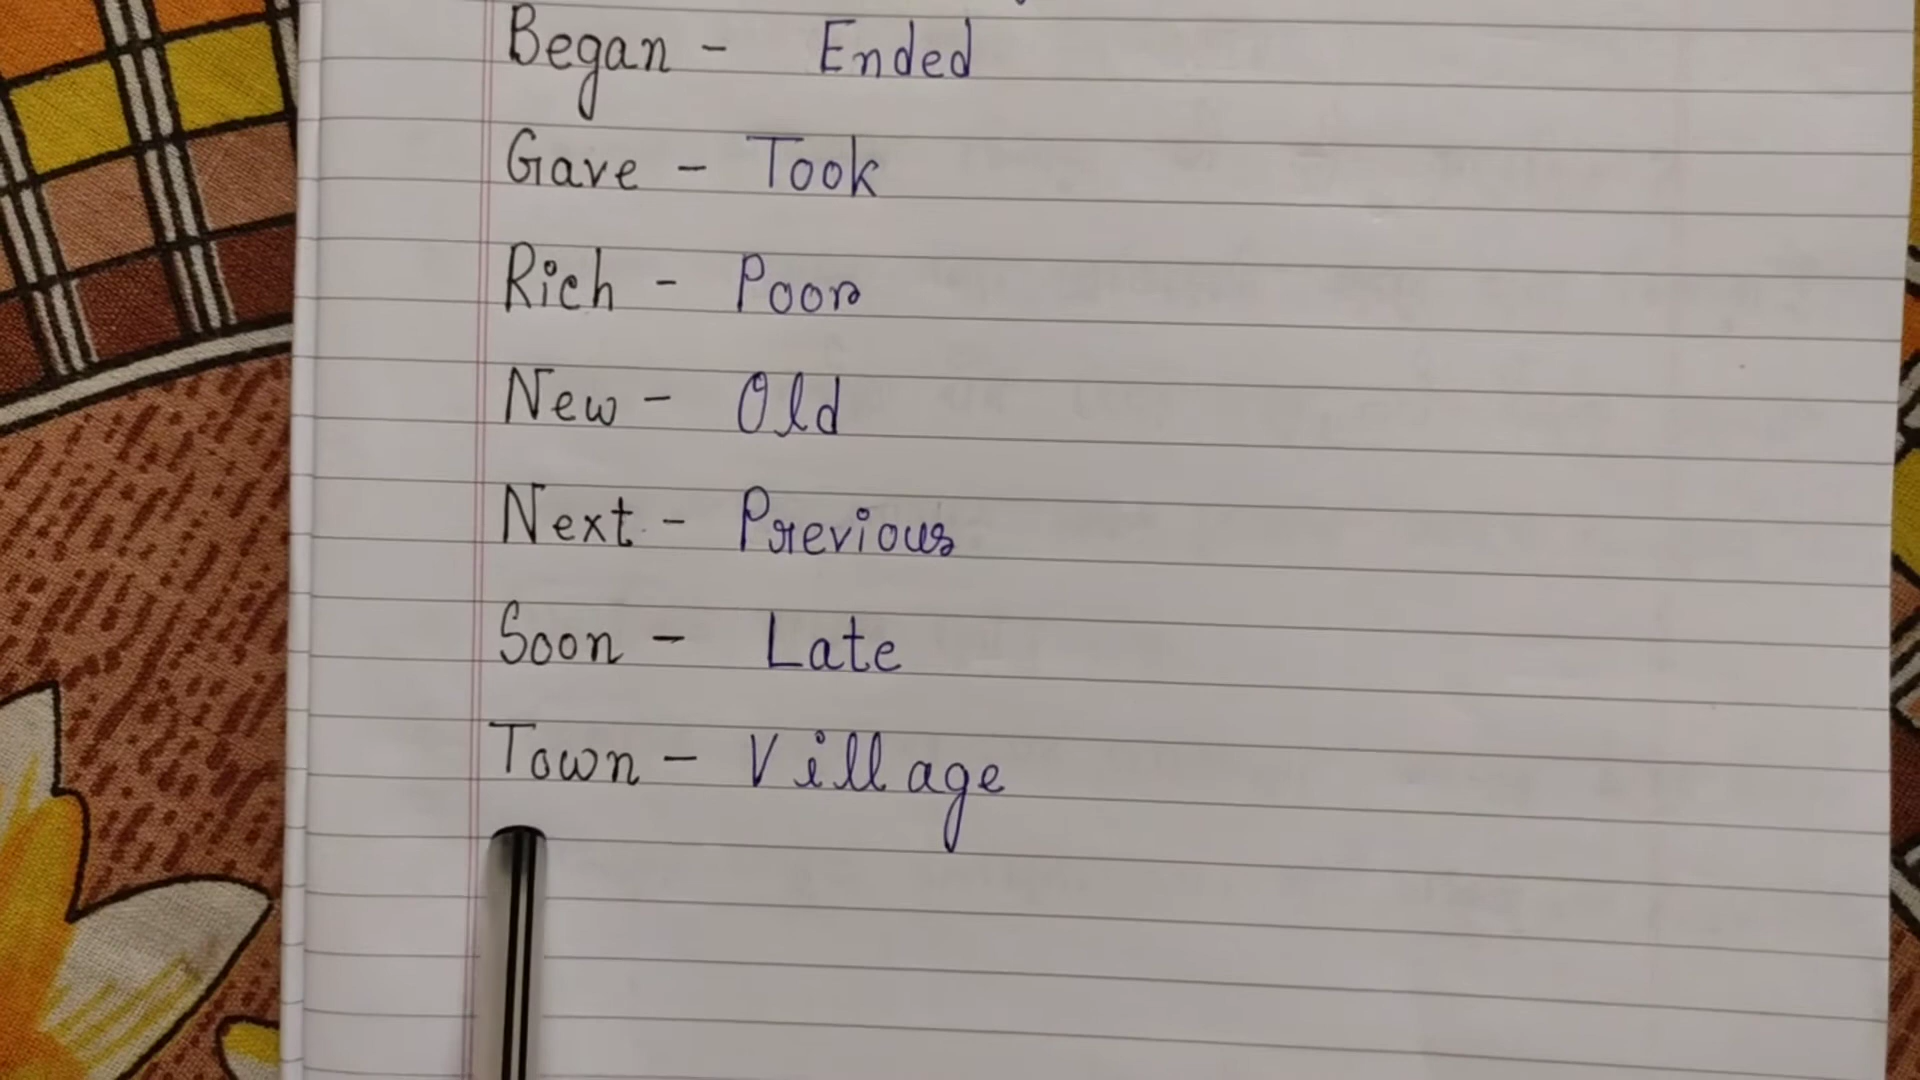 Began - Ended
Gave - Took
Rich - Poor
New - Old
Next - Previous
Soon - Late
Town - Village